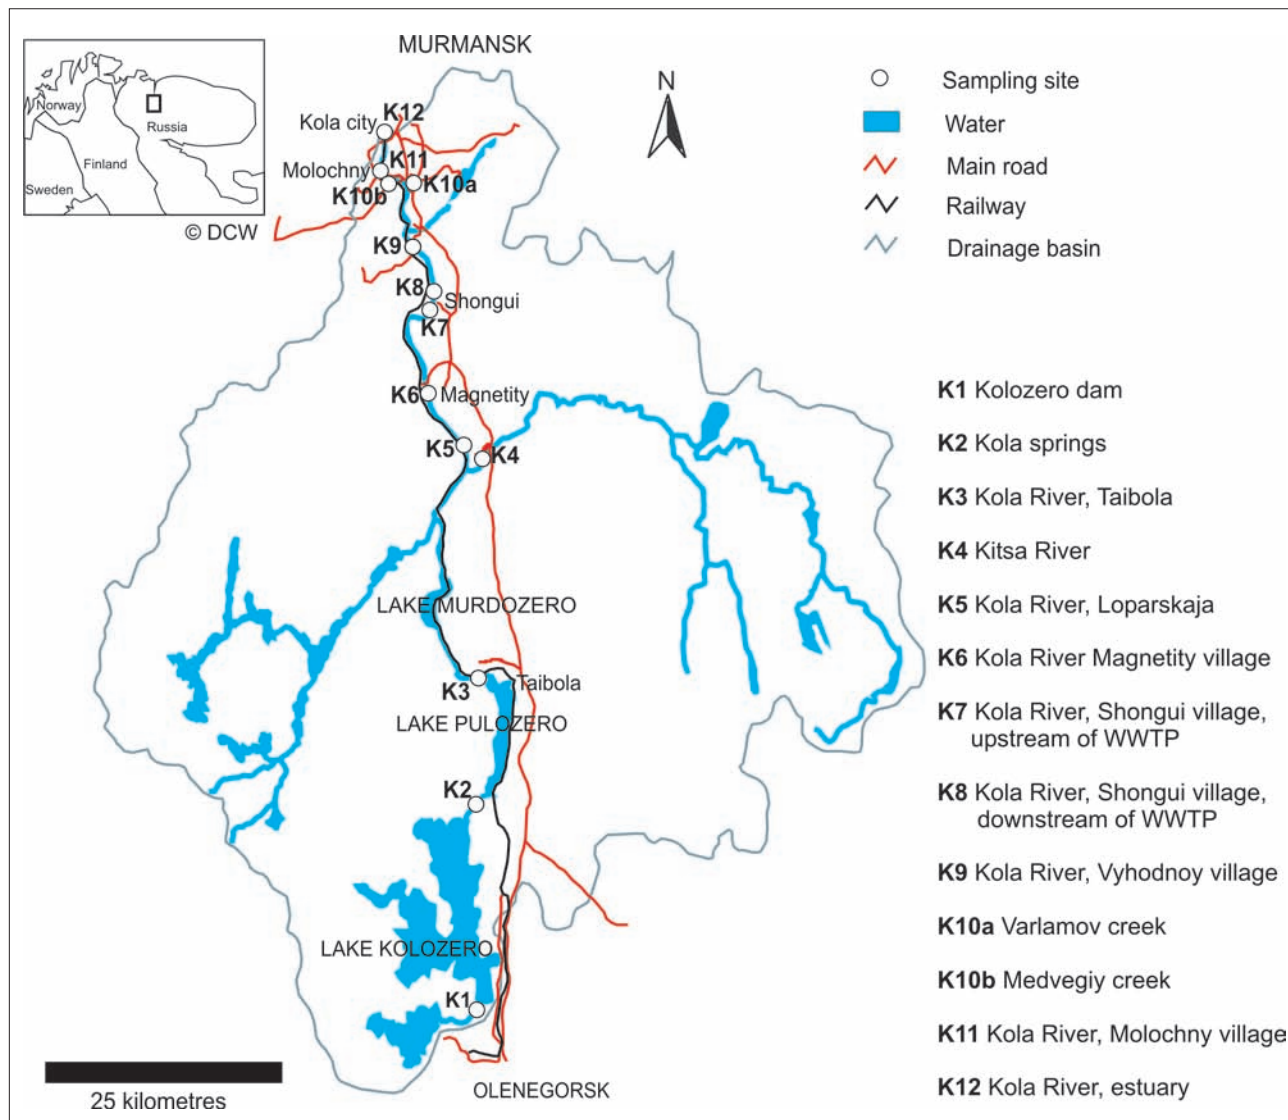 MURMANSK
Norway
Russia
Finland
Sweden
© DCW
N
Sampling site
Water
Main road
Railway
Drainage basin
K12
Kola city
K11
Molochny
K10b
K10a
K9
K8
Shongui
K7
K6
Magnetity
K5
K4
LAKE MURDOZERO
K3
Taibola
LAKE PULOZERO
K2
LAKE KOLOZERO
K1
OLENEGORSK
25 kilometres
K1 Kolozero dam
K2 Kola springs
K3 Kola River, Taibola
K4 Kitsa River
K5 Kola River, Loparskaja
K6 Kola River Magnetity village
K7 Kola River, Shongui village,
upstream of WWTP
K8 Kola River, Shongui village,
downstream of WWTP
K9 Kola River, Vyhodnoy village
K10a Varlamov creek
K10b Medvegiy creek
K11 Kola River, Molochny village
K12 Kola River, estuary